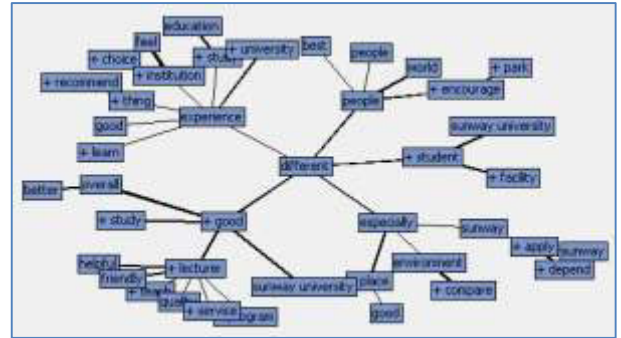 education
feel
+ choice
+ study
+ university
+ institution
+ recommend
+ thing
experience
good
+ learn
best
people
world
people
+ park
+ encourage
sunway university
+ student
+ facility
different
better
overall
+ study
+ good
especially
sunway
+ apply
sunway
+ depend
environment
helpful
friendly
+ lecturer
quality
+ service
sunway university
place
+ compare
good